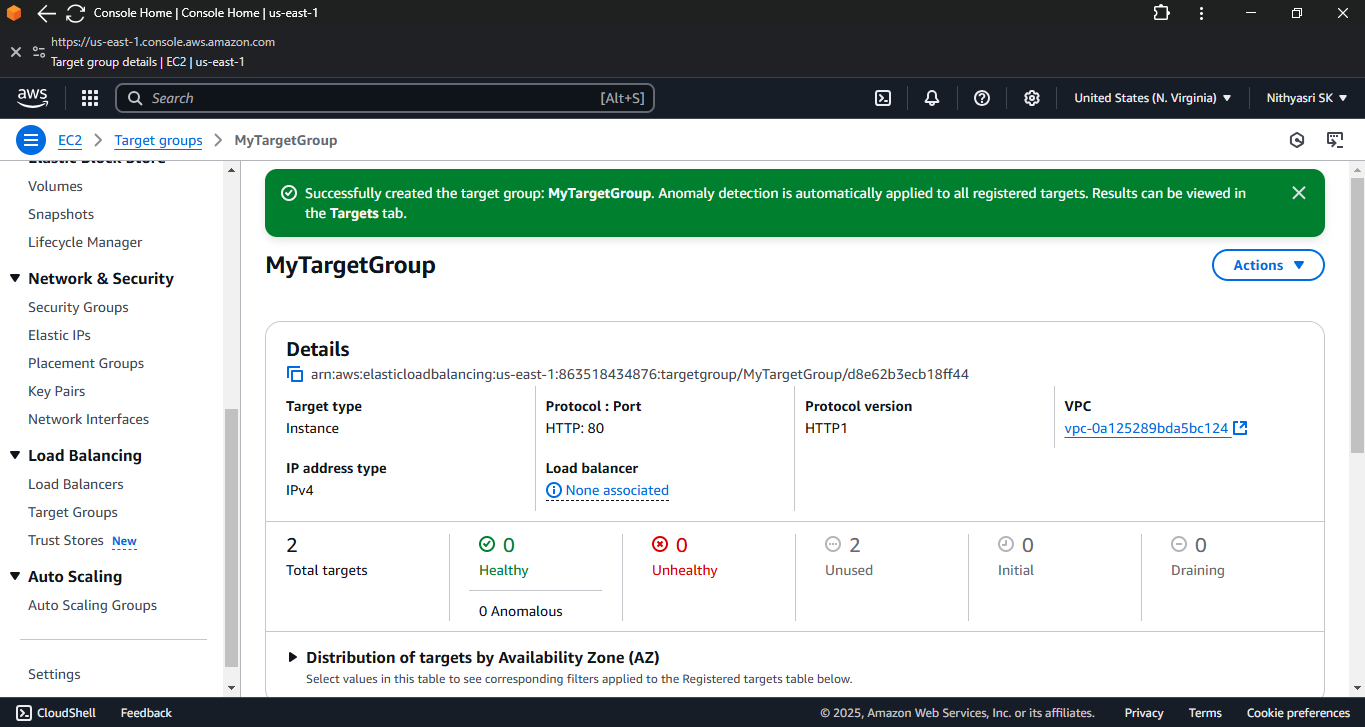 Console Home | Console Home | us-east-1
https://us-east-1.console.aws.amazon.com
Target group details | EC2 | us-east-1
aws
Search
[Alt+S]
United States (N. Virginia)
Nithyasri SK
EC2
Target groups
MyTargetGroup
Elastic Block Store
Volumes
Snapshots
Lifecycle Manager
Network & Security
Security Groups
Elastic IPs
Placement Groups
Key Pairs
Network Interfaces
Load Balancing
Load Balancers
Target Groups
Trust Stores New
Auto Scaling
Auto Scaling Groups
Settings
Successfully created the target group: MyTargetGroup. Anomaly detection is automatically applied to all registered targets. Results can be viewed in
the Targets tab.
MyTargetGroup
Actions
Details
arn:aws:elasticloadbalancing:us-east-1:863518434876:targetgroup/MyTargetGroup/d8e62b3ecb18ff44
Target type
Instance
Protocol : Port
HTTP: 80
Protocol version
HTTP1
VPC
vpc-0a125289bda5bc124
IP address type
IPv4
Load balancer
None associated
2
Total targets
0
Healthy
0 Anomalous
0
Unhealthy
2
Unused
0
Initial
0
Draining
Distribution of targets by Availability Zone (AZ)
Select values in this table to see corresponding filters applied to the Registered targets table below.
CloudShell
Feedback
© 2025, Amazon Web Services, Inc. or its affiliates.
Privacy
Terms
Cookie preferences